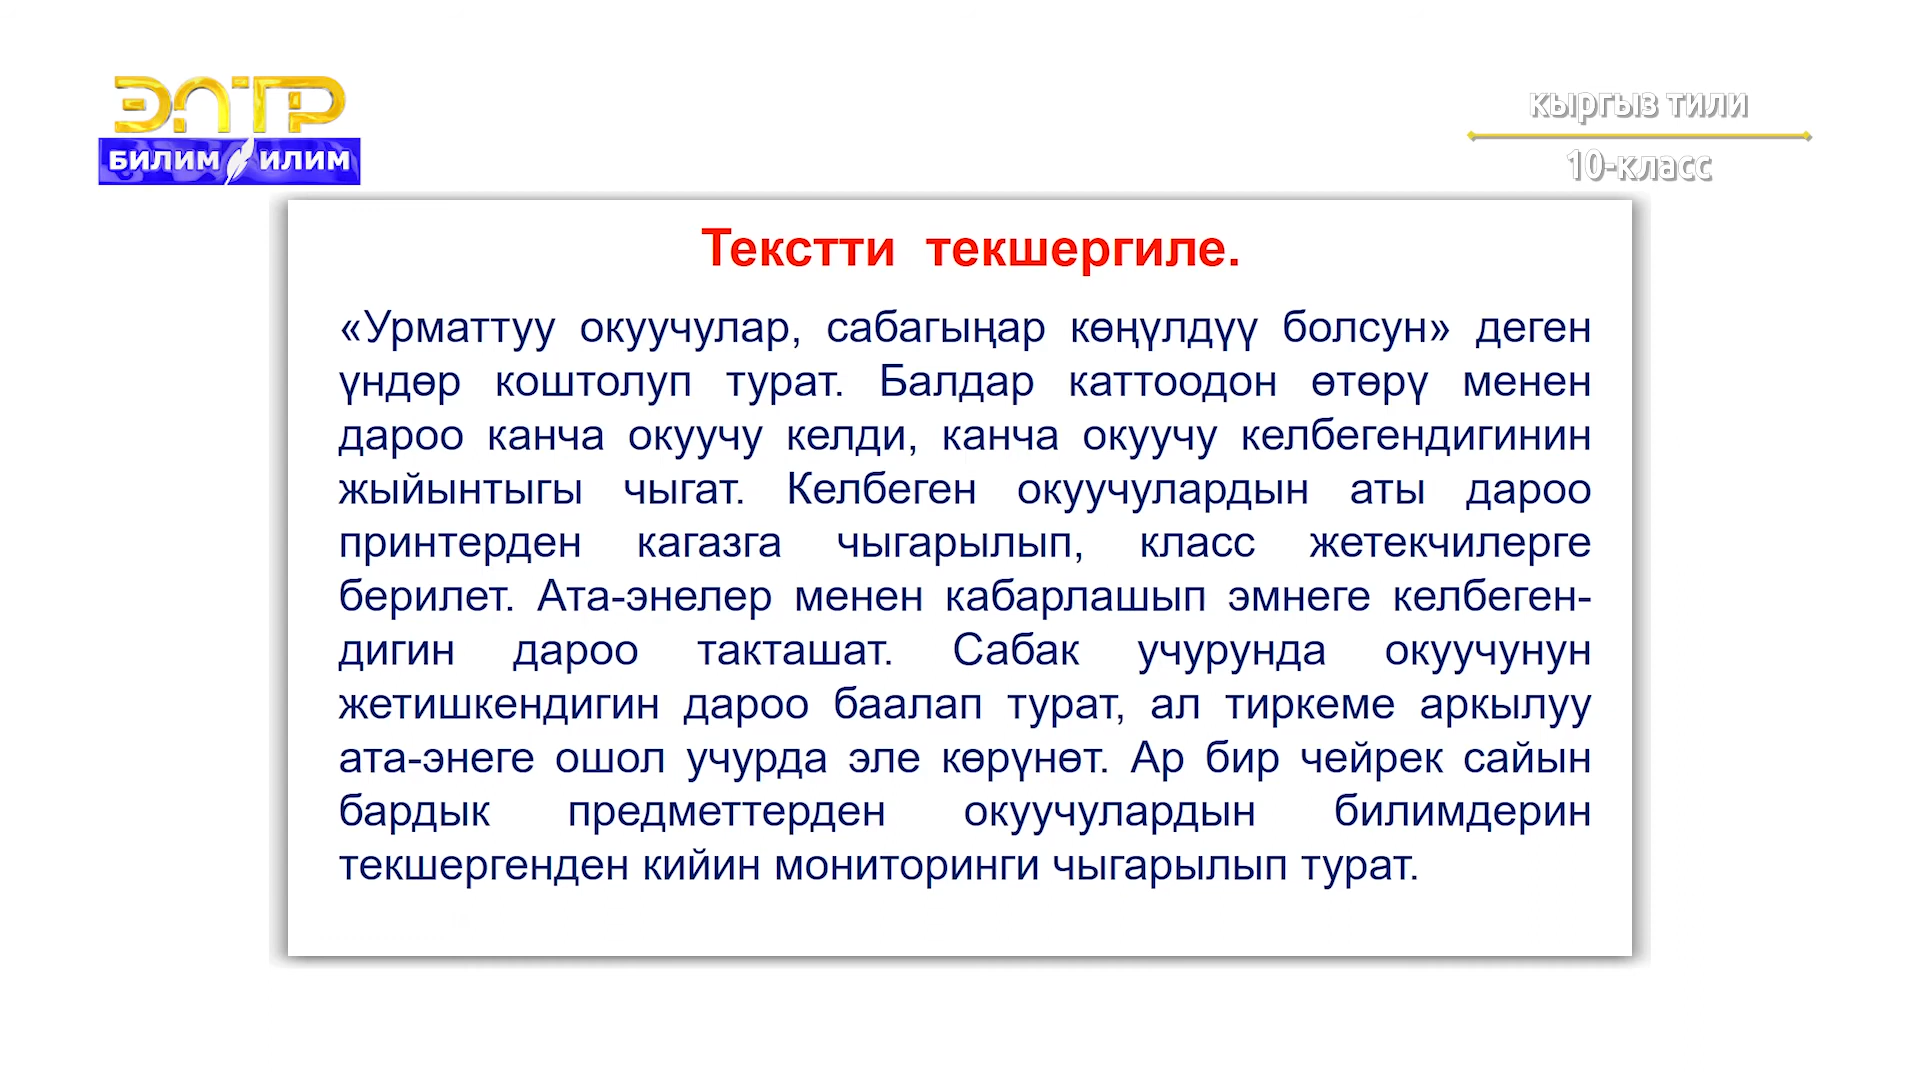 ЭЛТР
БИЛИМ ИЛИМ
кыргыз тили
10-класс
Текстти текшергиле.
«Урматтуу окуучулар, сабагыңар көңүлдүү болсун» деген
үндөр коштолуп турат. Балдар каттоодон өтөрү менен
дароо канча окуучу келди, канча окуучу келбегендигинин
жыйынтыгы чыгат. Келбеген окуучулардын аты дароо
принтерден кагазга чыгарылып, класс жетекчилерге
берилет. Ата-энелер менен кабарлашып эмнеге келбеген-
дигин дароо такташат. Сабак учурунда окуучунун
жетишкендигин дароо баалап турат, ал тиркеме аркылуу
ата-энеге ошол учурда эле көрүнөт. Ар бир чейрек сайын
бардык предметтерден окуучулардын билимдерин
текшергенден кийин мониторинги чыгарылып турат.